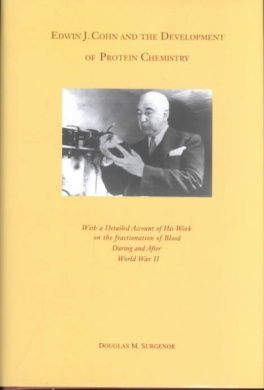 EDWIN J. COHN AND THE DEVELOPMENT
OF PROTEIN CHEMISTRY
With a Detailed Account of His Work
on the fractionation of Blood
During and After
World War II
DOUGLAS M. SURGENOR